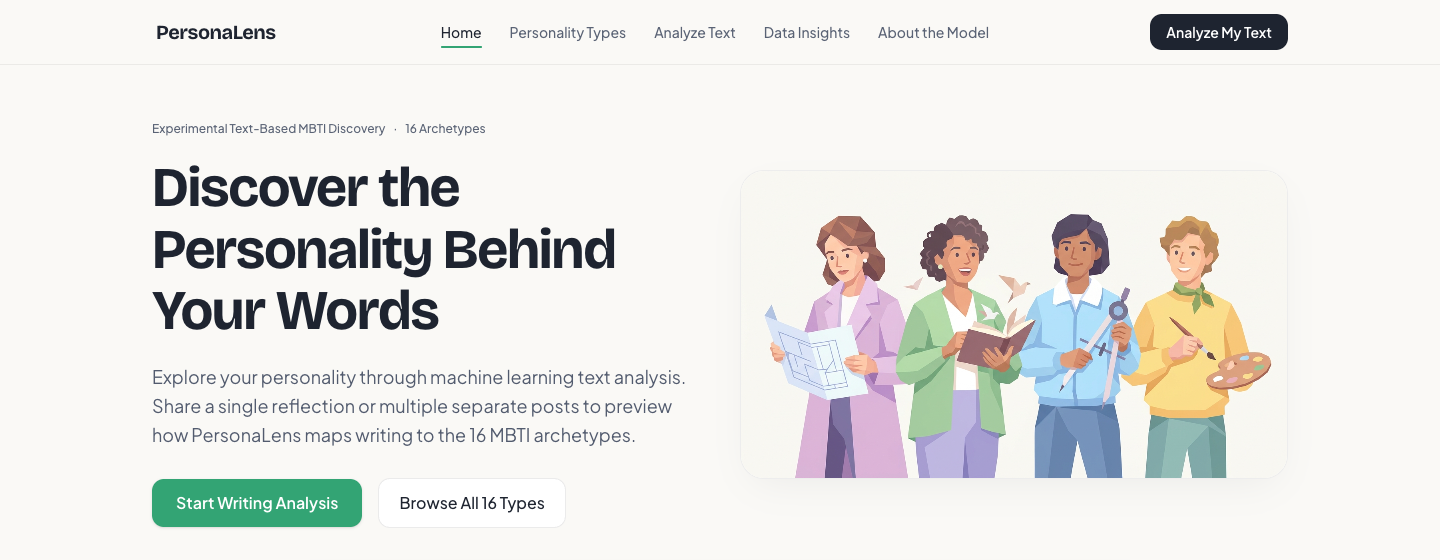 PersonaLens
Home
Personality Types
Analyze Text
Data Insights
About the Model
Analyze My Text
Experimental Text-Based MBTI Discovery · 16 Archetypes
Discover the
Personality Behind
Your Words
Explore your personality through machine learning text analysis.
Share a single reflection or multiple separate posts to preview
how PersonaLens maps writing to the 16 MBTI archetypes.
Start Writing Analysis
Browse All 16 Types